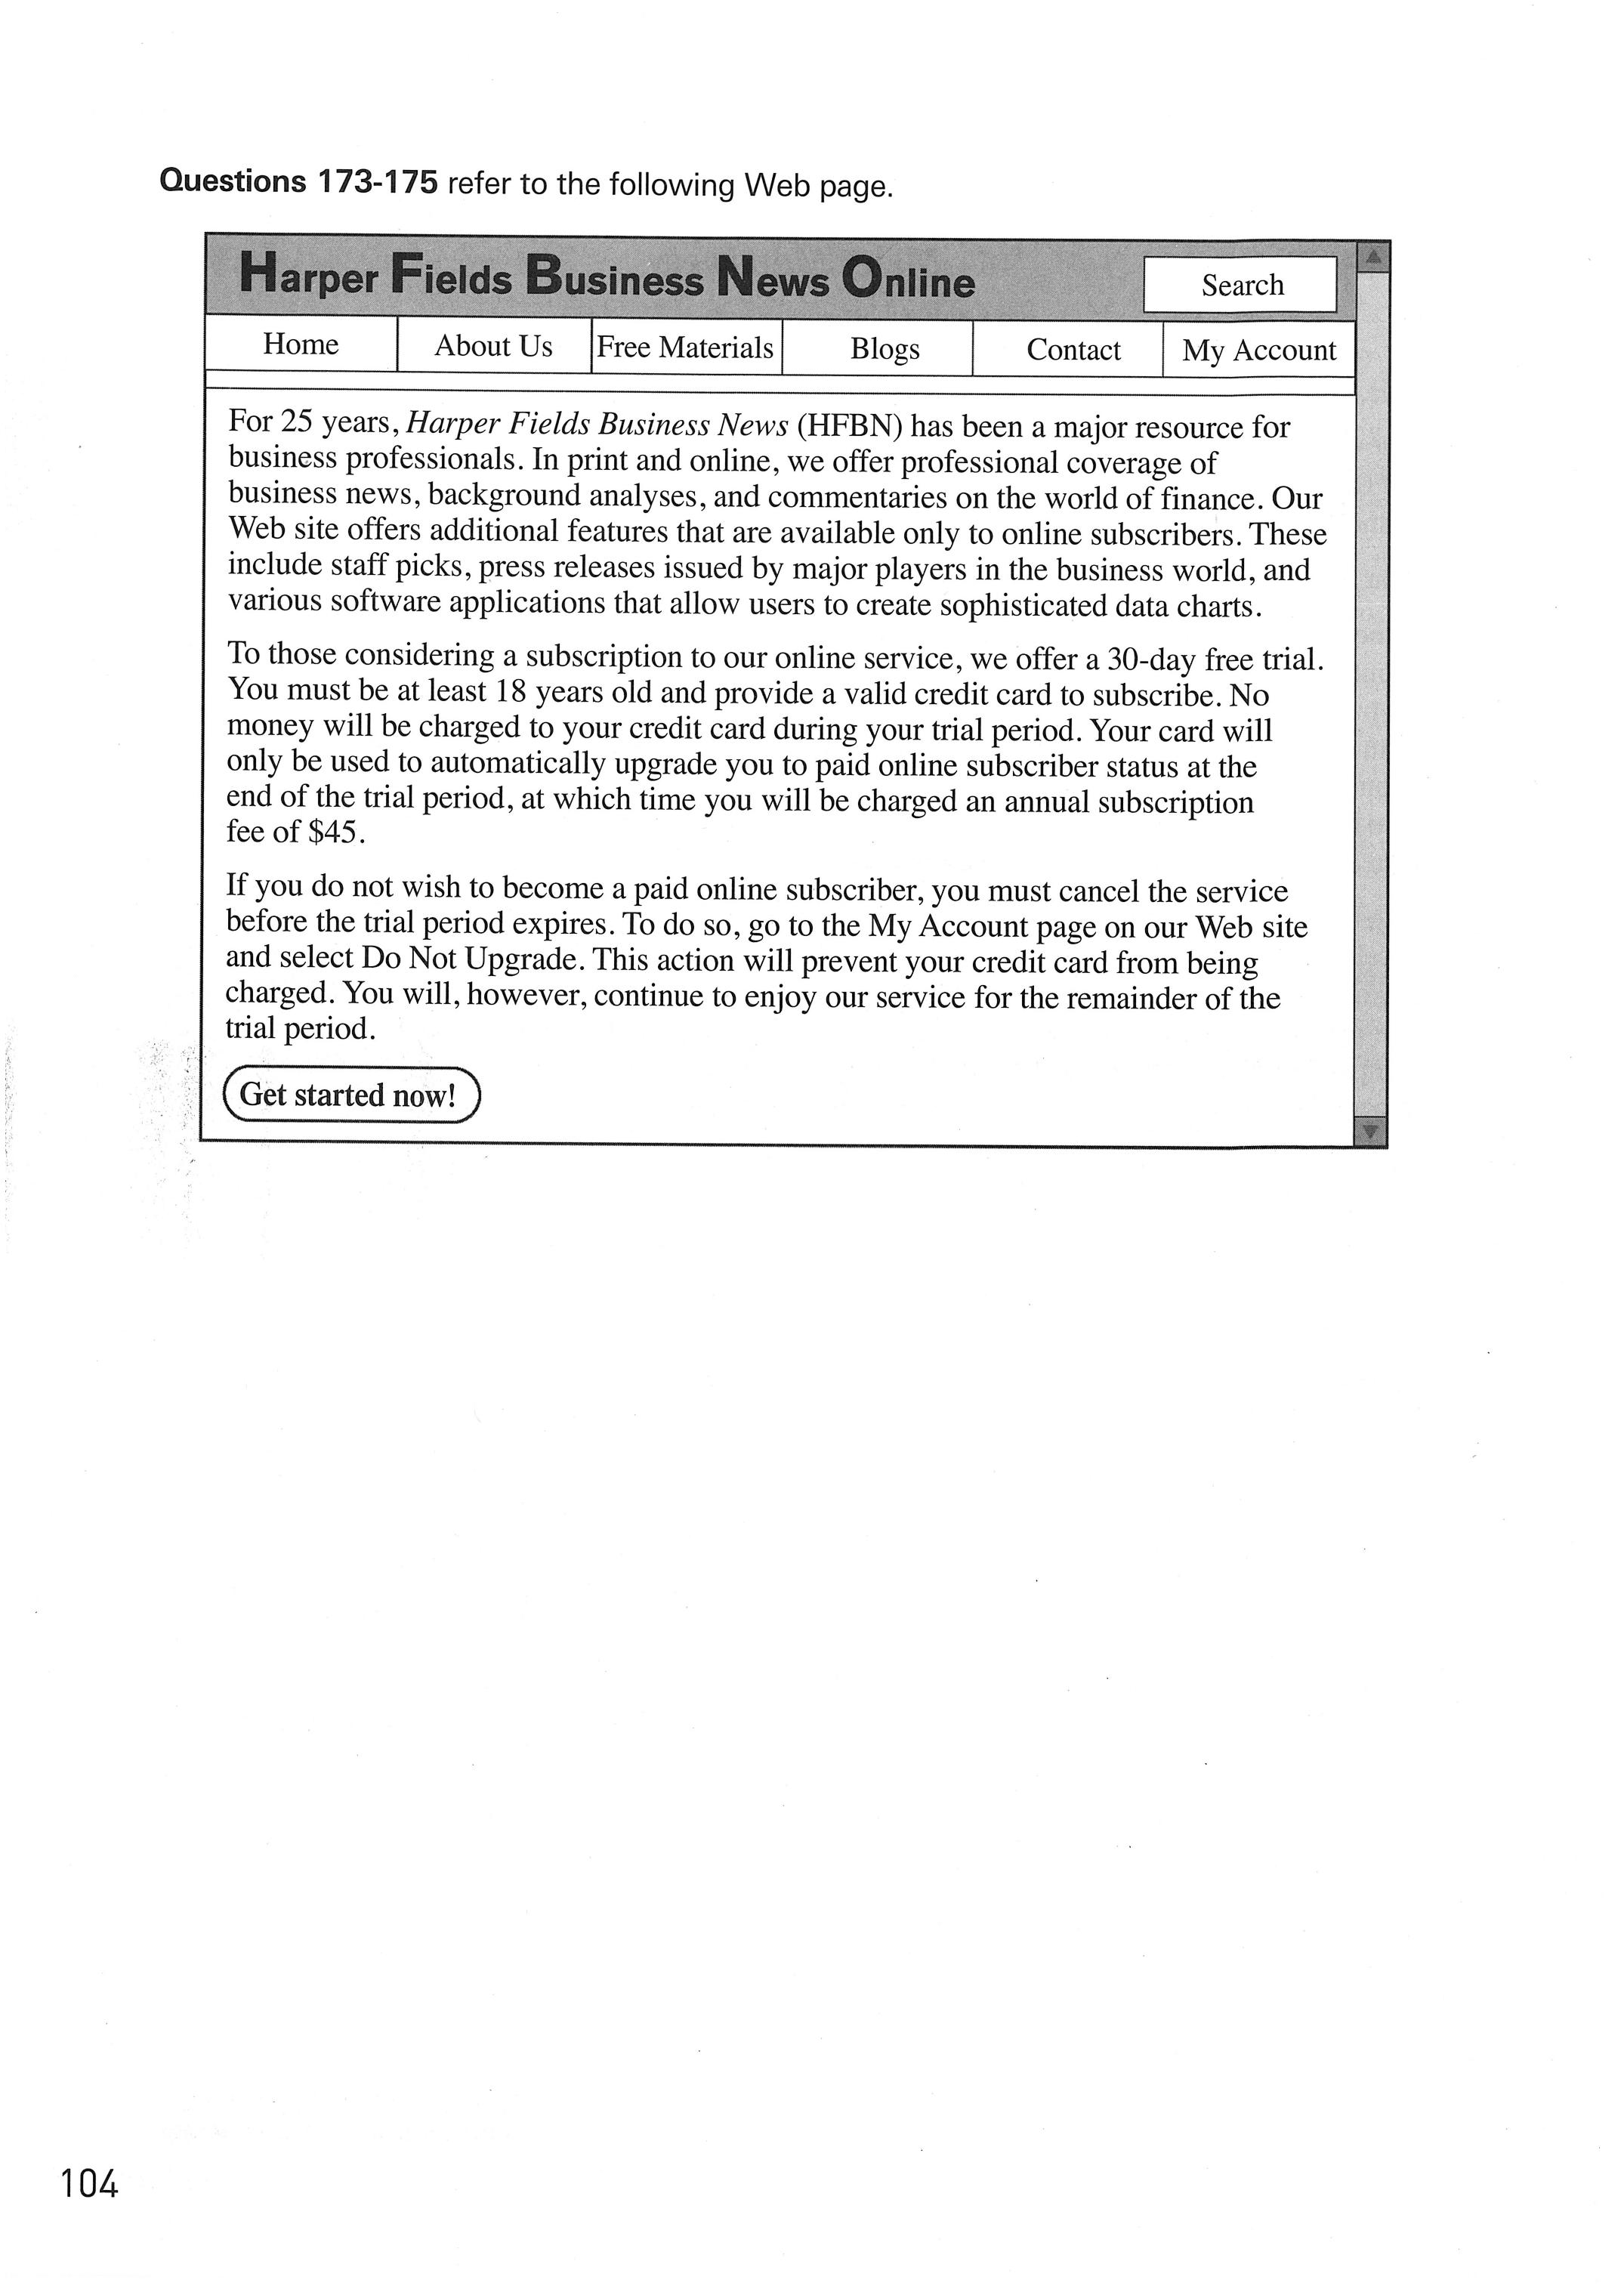 Questions 173-175 refer to the following Web page.
Harper Fields Business News Online
Search
Home
About Us
Free Materials
Blogs
Contact
My Account
For 25 years, Harper Fields Business News (HFBN) has been a major resource for
business professionals. In print and online, we offer professional coverage of
business news, background analyses, and commentaries on the world of finance. Our
Web site offers additional features that are available only to online subscribers. These
include staff picks, press releases issued by major players in the business world, and
various software applications that allow users to create sophisticated data charts.
To those considering a subscription to our online service, we offer a 30-day free trial.
You must be at least 18 years old and provide a valid credit card to subscribe. No
money will be charged to your credit card during your trial period. Your card will
only be used to automatically upgrade you to paid online subscriber status at the
end of the trial period, at which time you will be charged an annual subscription
fee of $45.
If you do not wish to become a paid online subscriber, you must cancel the service
before the trial period expires. To do so, go to the My Account page on our Web site
and select Do Not Upgrade. This action will prevent your credit card from being
charged. You will, however, continue to enjoy our service for the remainder of the
trial period.
Get started now!
104